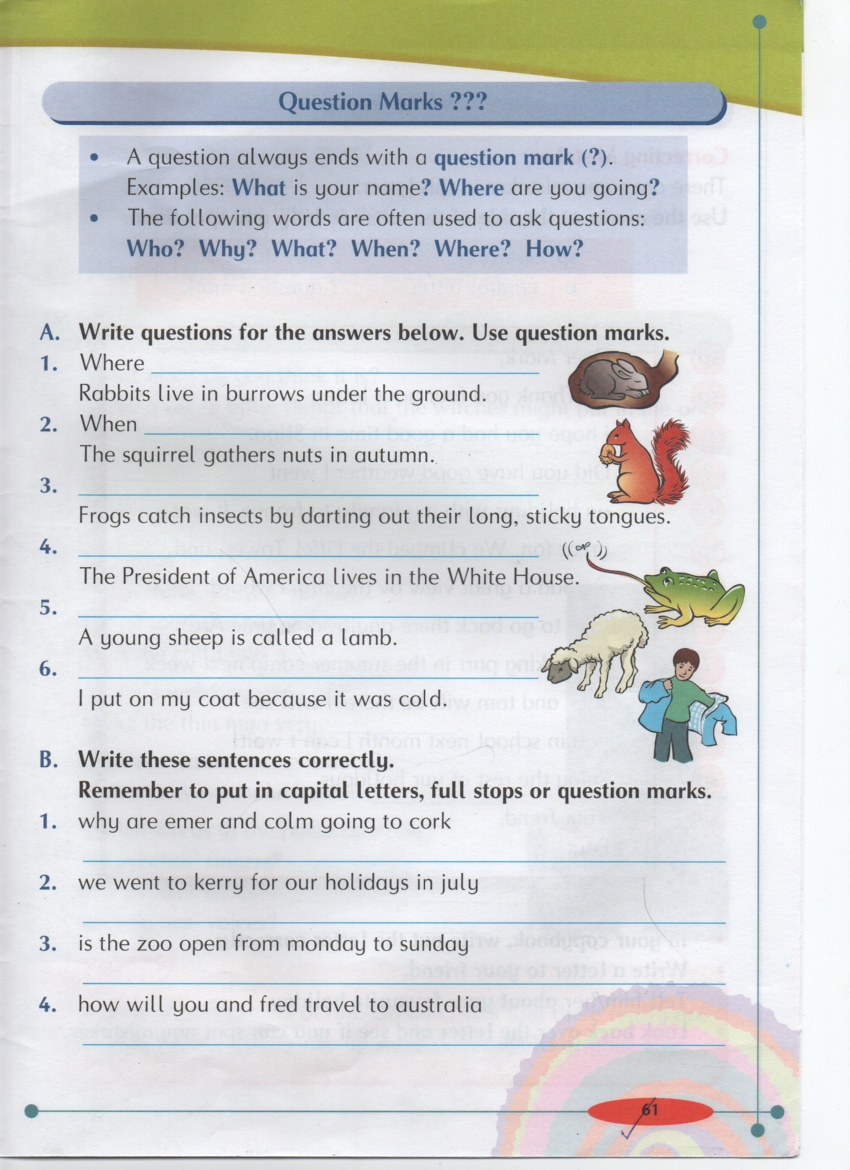 Question Marks ???
• A question always ends with a question mark (?).
Examples: What is your name? Where are you going?
• The following words are often used to ask questions:
Who? Why? What? When? Where? How?
A. Write questions for the answers below. Use question marks.
1. Where
Rabbits live in burrows under the ground.
2. When
The squirrel gathers nuts in autumn.
3.
Frogs catch insects by darting out their long, sticky tongues.
4.
The President of America lives in the White House.
5.
A young sheep is called a lamb.
6.
I put on my coat because it was cold.
B. Write these sentences correctly.
Remember to put in capital letters, full stops or question marks.
1. why are emer and colm going to cork
2. we went to kerry for our holidays in july
3. is the zoo open from monday to sunday
4. how will you and fred travel to australia
61